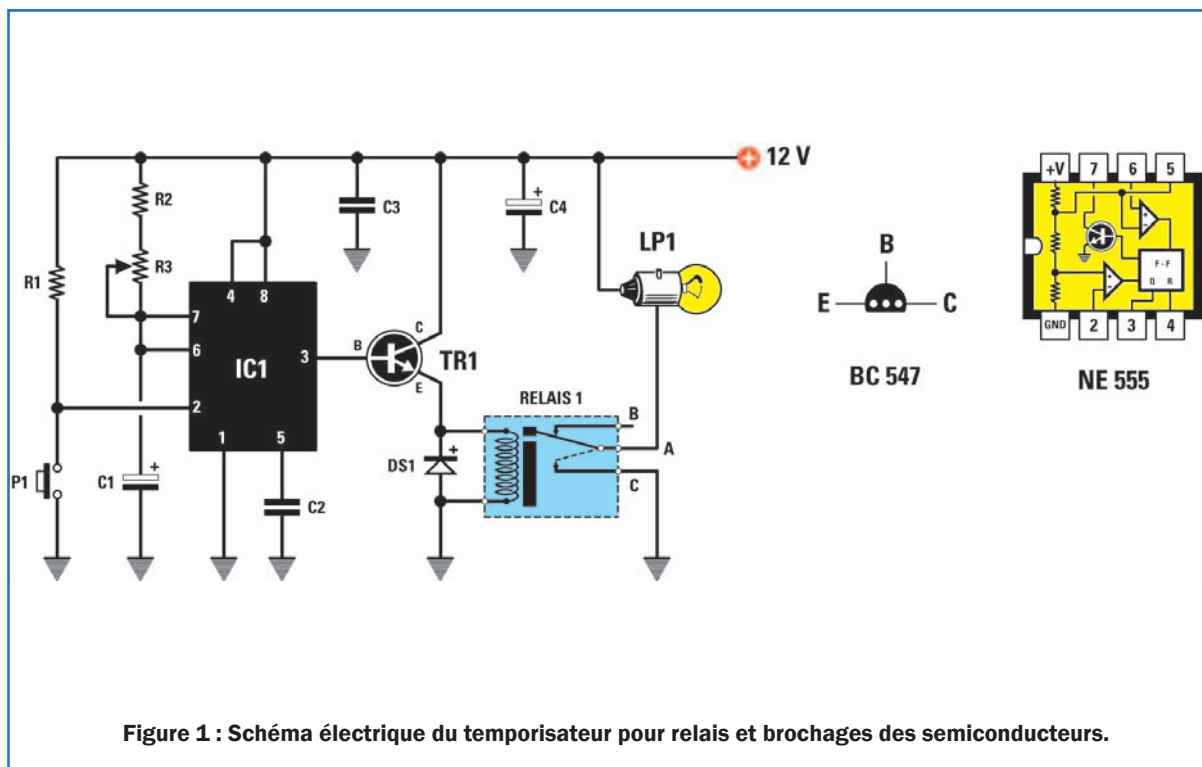 12 V
+V 7 6 5
R2
C3
C4
LP1
R1
R3
B
F - F
Q R
4 8
E C
7
C
GND 2 3 4
6
IC1
3
B
TR1
BC 547
NE 555
E
RELAIS 1
2
B
1 5
A
DS1
P1
C1
C
C2
Figure 1 : Schéma électrique du temporisateur pour relais et brochages des semiconducteurs.